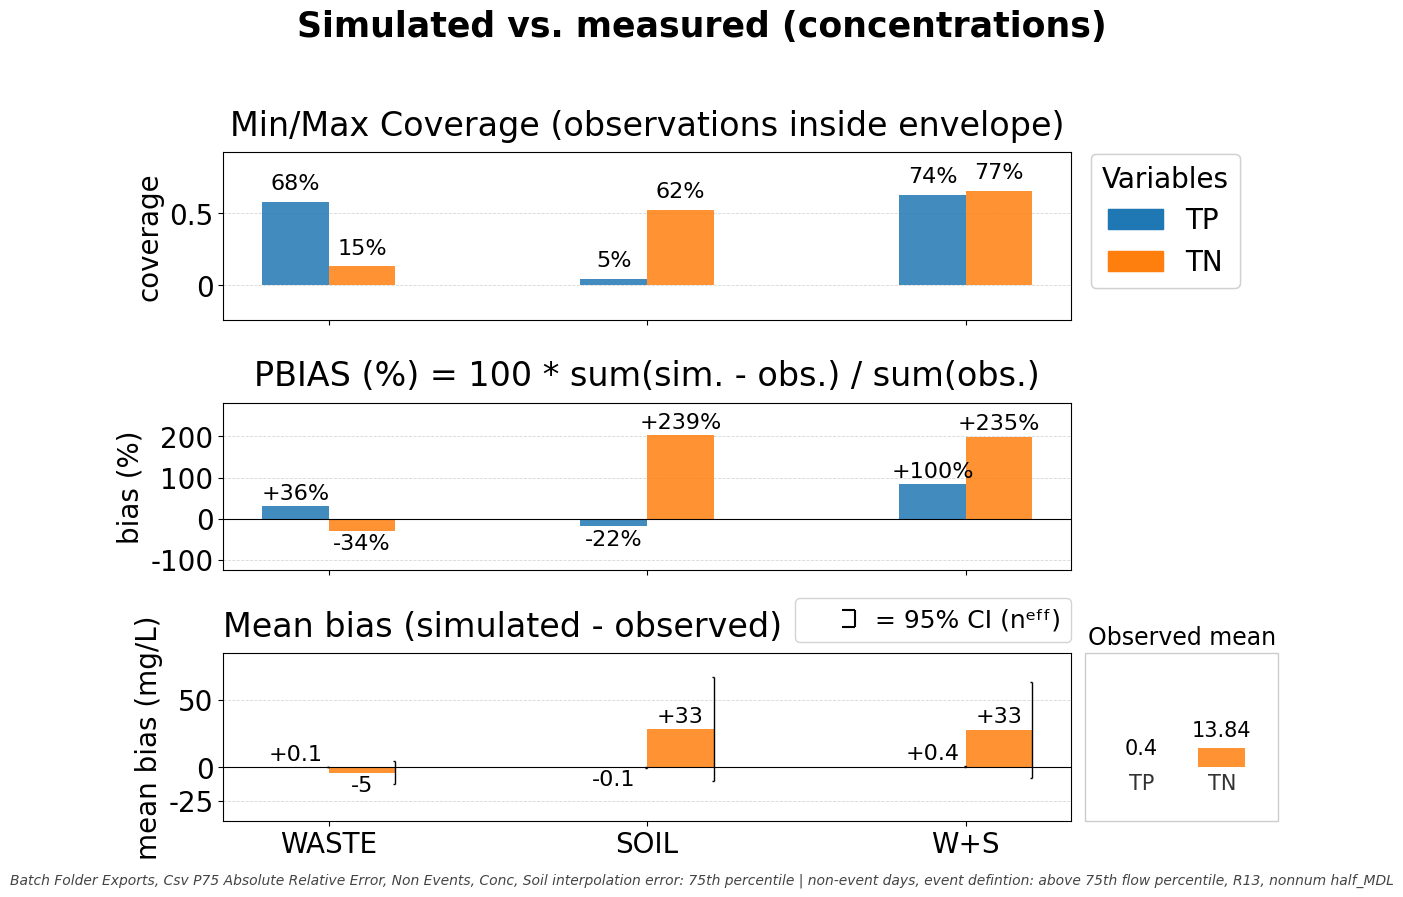 Simulated vs. measured (concentrations)
Min/Max Coverage (observations inside envelope)
coverage
0.5
0
68%
15%
5%
62%
74%
77%
Variables
TP
TN
PBIAS (%) = 100 * sum(sim. - obs.) / sum(obs.)
bias (%)
200
100
0
-100
+36%
-34%
-22%
+239%
+100%
+235%
Mean bias (simulated - observed)
= 95% CI (nᵉᶠᶠ)
mean bias (mg/L)
50
0
-25
+0.1
-5
-0.1
+33
+0.4
+33
WASTE
SOIL
W+S
Observed mean
0.4
13.84
TP
TN
Batch Folder Exports, Csv P75 Absolute Relative Error, Non Events, Conc, Soil interpolation error: 75th percentile | non-event days, event defintion: above 75th flow percentile, R13, nonnum half_MDL